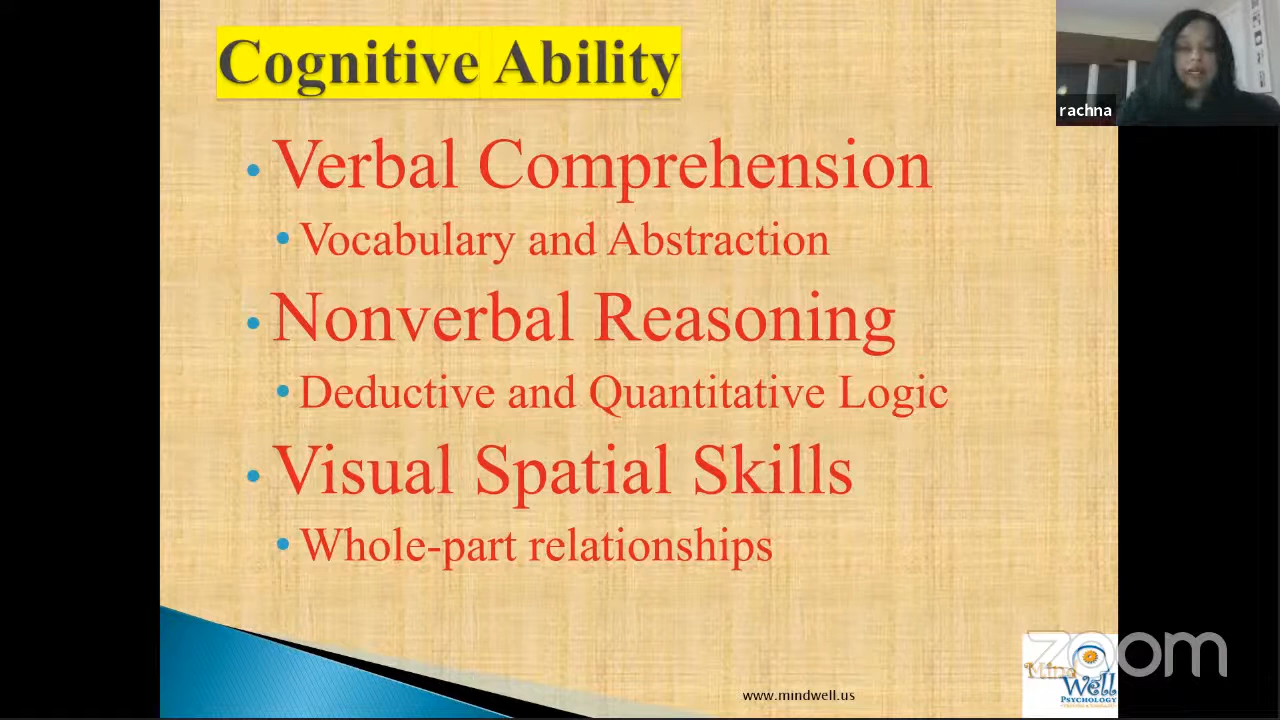 Cognitive Ability
rachna
• Verbal Comprehension
• Vocabulary and Abstraction
• Nonverbal Reasoning
• Deductive and Quantitative Logic
• Visual Spatial Skills
• Whole-part relationships
zoom
Mind
Well
PSYCHOLOGY
www.mindwell.us